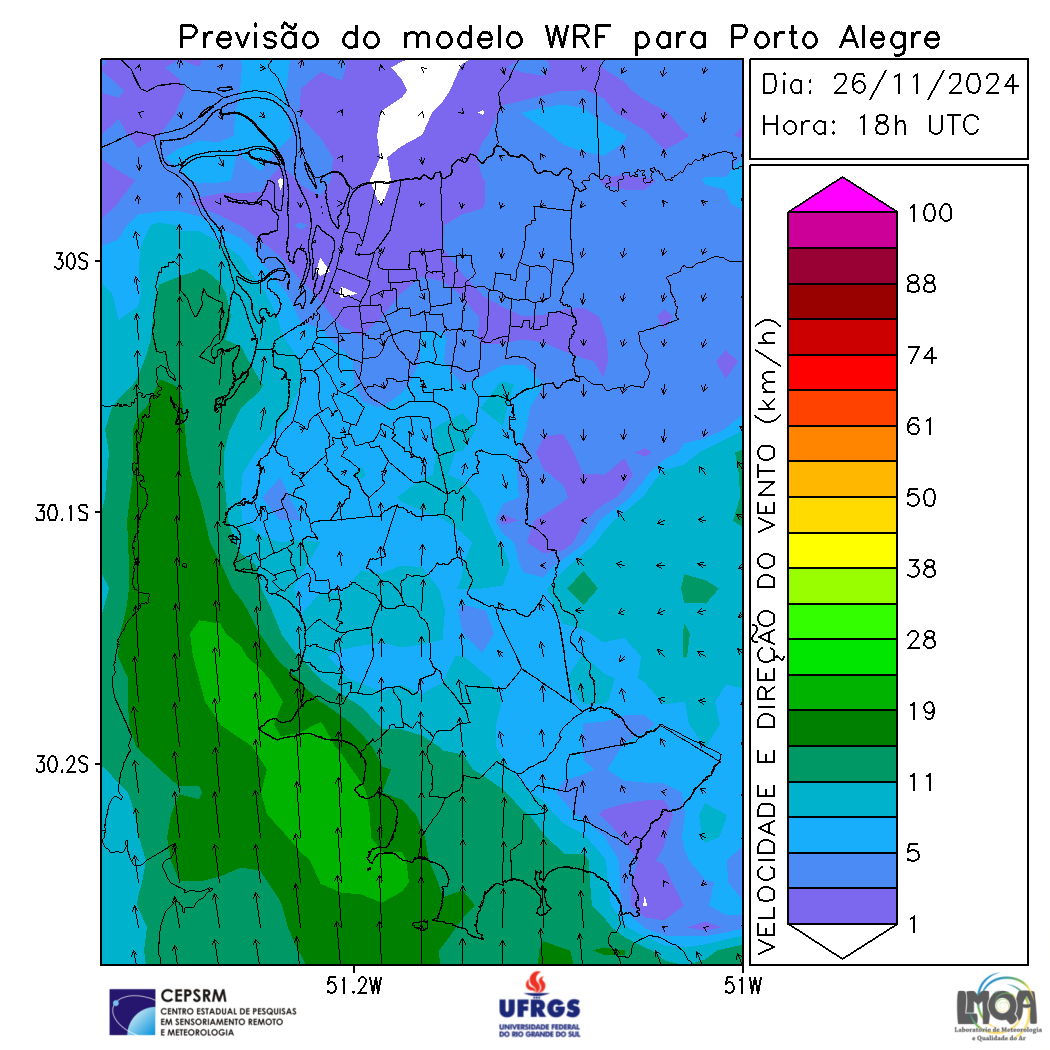 Previsão do modelo WRF para Porto Alegre
Dia: 26/11/2024
Hora: 18h UTC
30S
30.1S
30.2S
51.2W
51W
VELOCIDADE E DIREÇÃO DO VENTO (km/h)
100
88
74
61
50
38
28
19
11
5
1
CEPSRM
CENTRO ESTADUAL DE PESQUISAS
EM SENSORIAMENTO REMOTO
E METEOROLOGIA
UFRGS
UNIVERSIDADE FEDERAL
DO RIO GRANDE DO SUL
LMQA
Laboratório de Meteorologia
e Qualidade do Ar